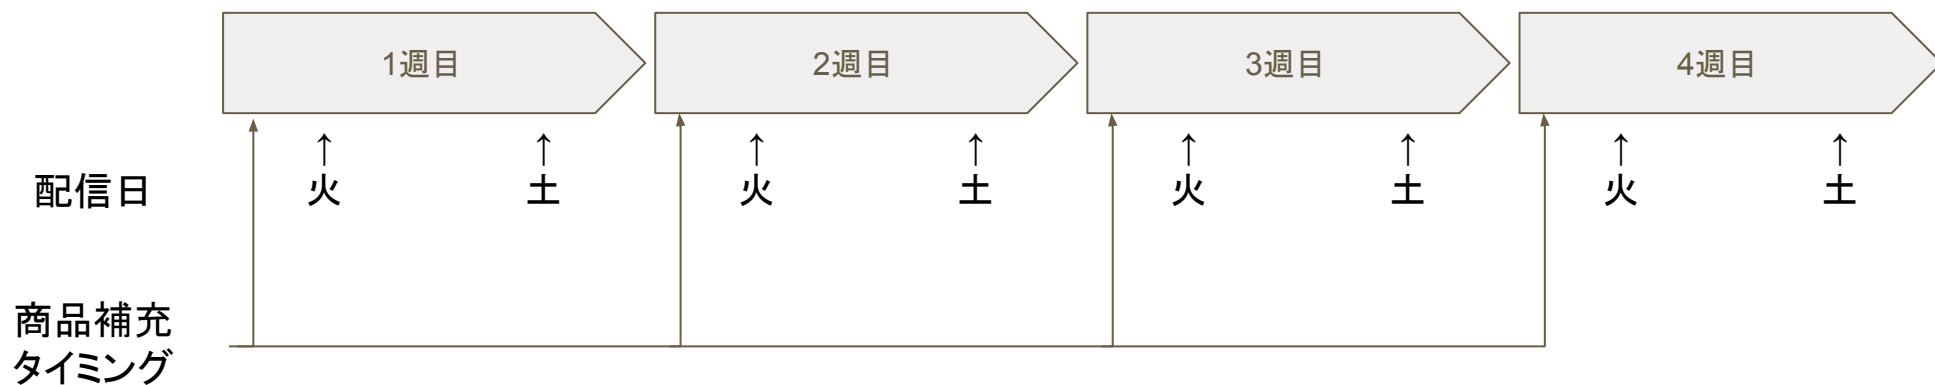 1週目
2週目
3週目
4週目
↑ ↑ ↑ ↑ ↑ ↑ ↑ ↑
配信日 火 土 火 土 火 土 火 土
商品補充
タイミング